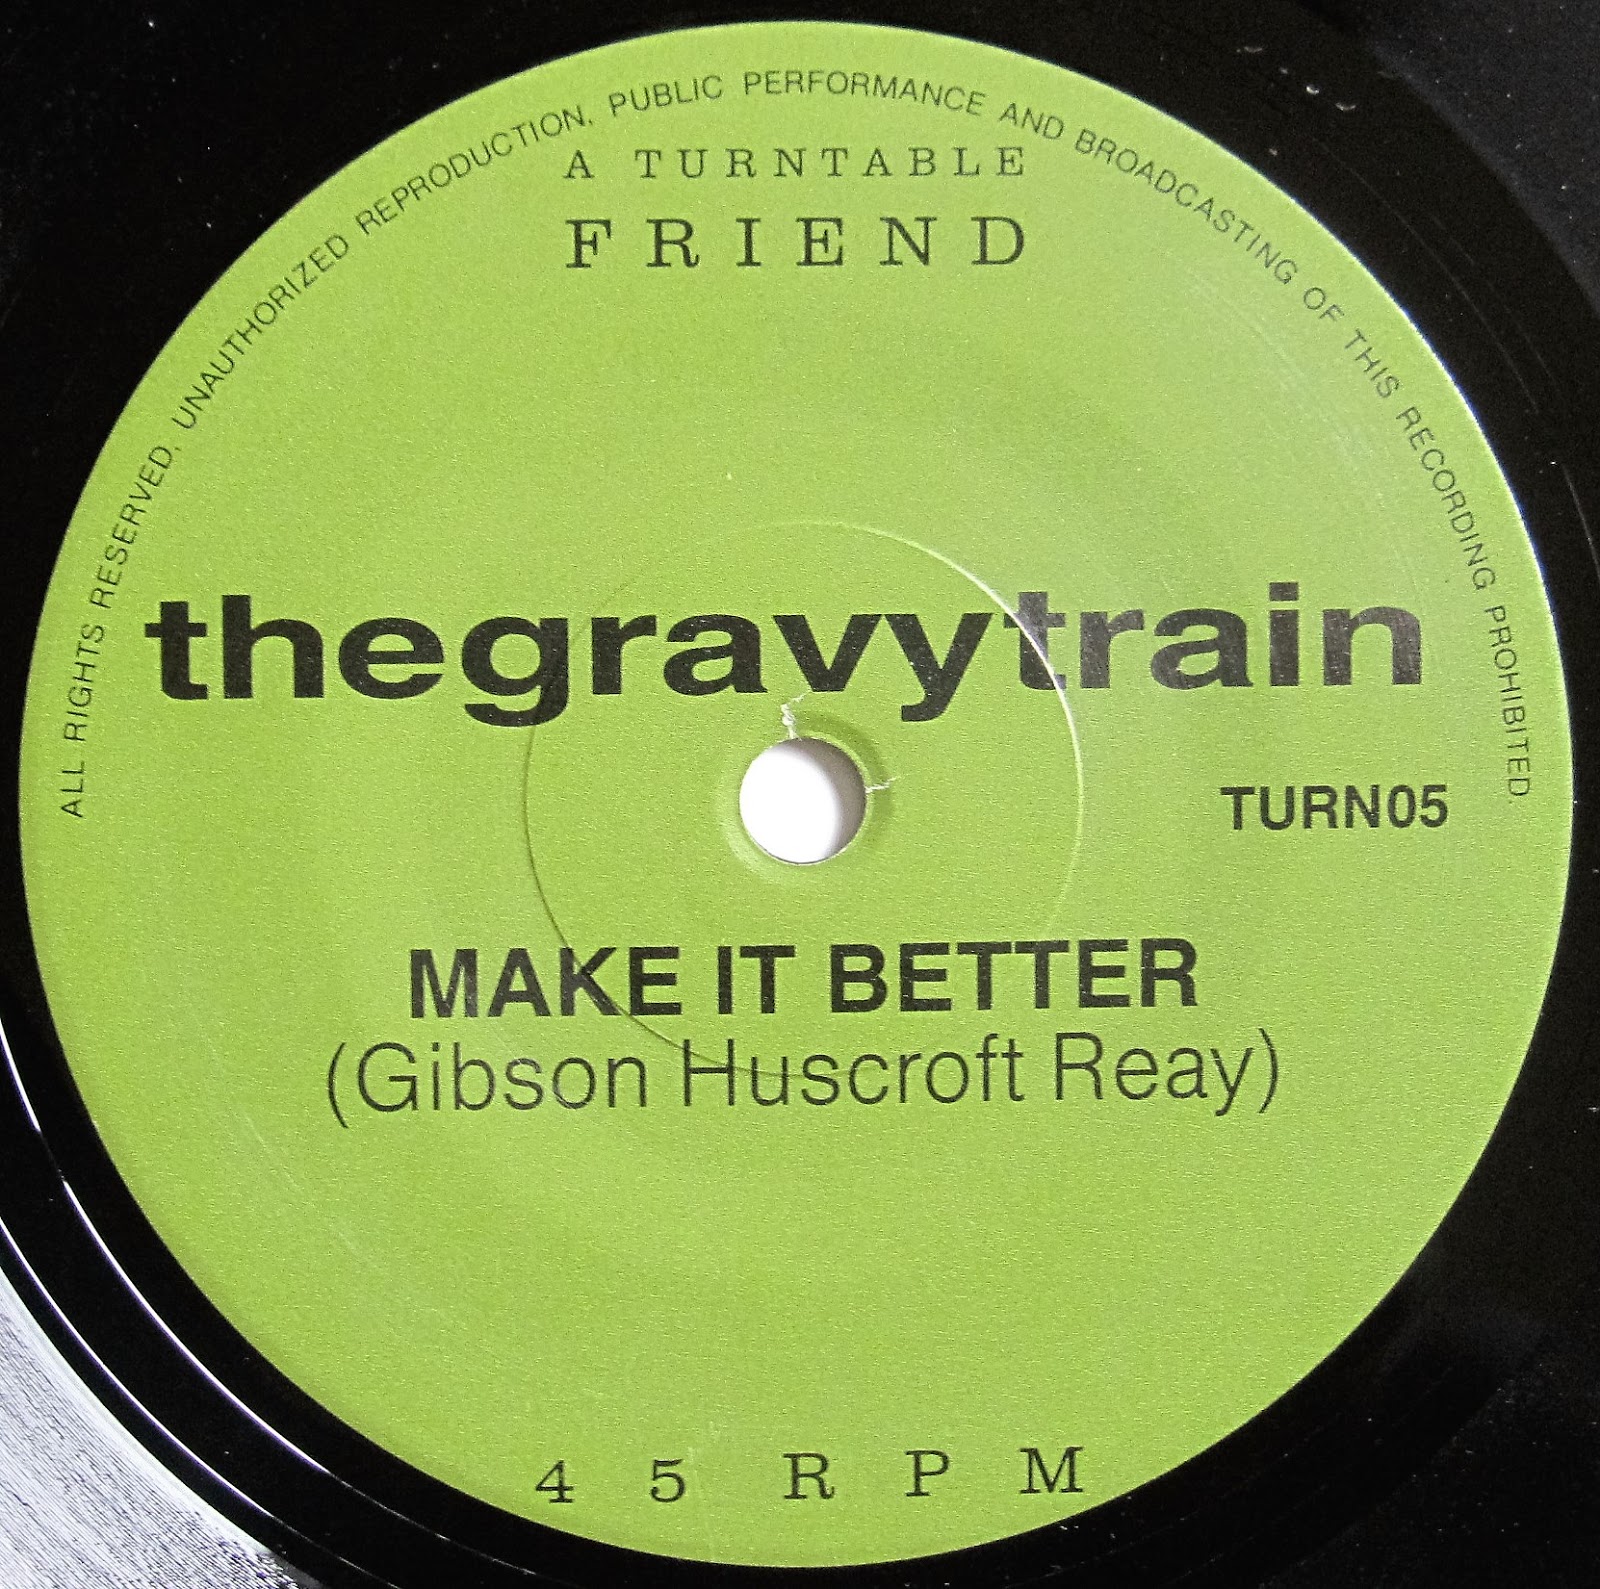 ALL RIGHTS RESERVED. UNAUTHORIZED REPRODUCTION. PUBLIC PERFORMANCE AND BROADCASTING OF THIS RECORDING PROHIBITED.
A TURNTABLE
FRIEND
thegravytrain
TURN05
MAKE IT BETTER
(Gibson Huscroft Reay)
45 RPM